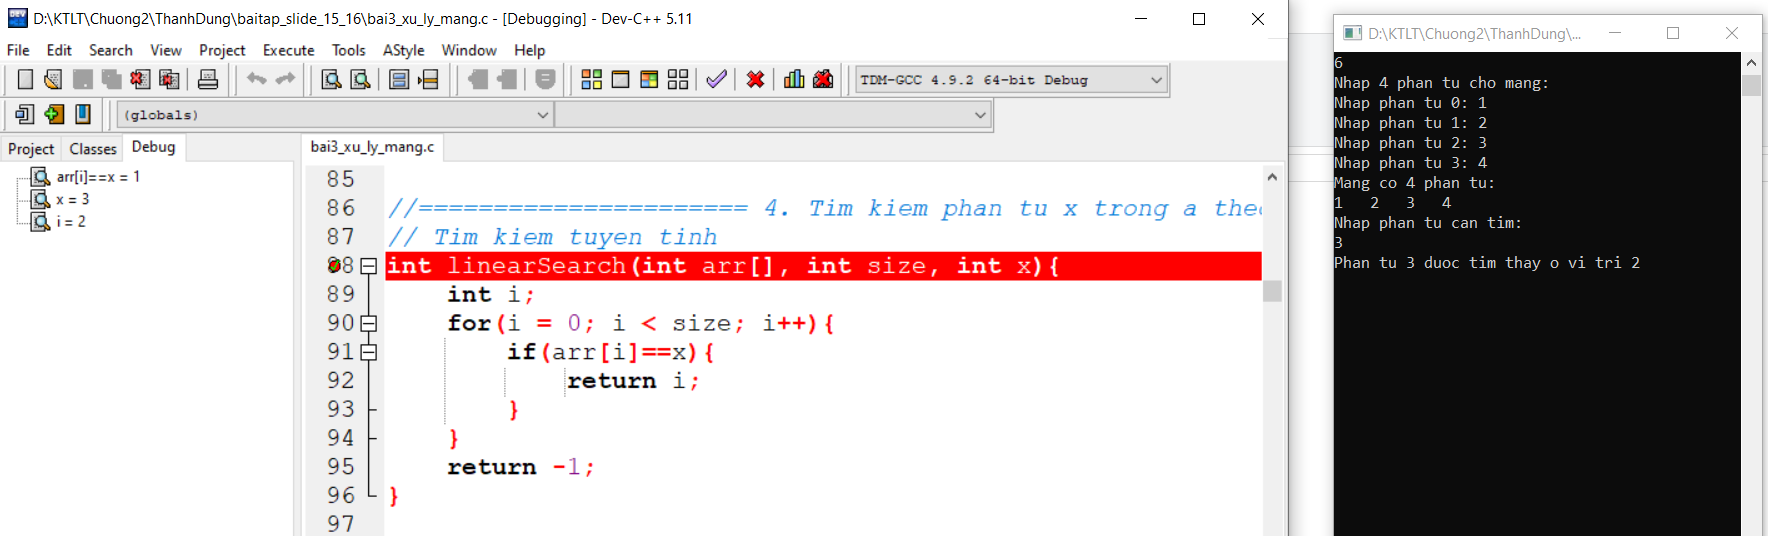 D:\KTLT\Chuong2\ThanhDung\baitap_slide_15_16\bai3_xu_ly_mang.c - [Debugging] - Dev-C++ 5.11
File Edit Search View Project Execute Tools AStyle Window Help
TDM-GCC 4.9.2 64-bit Debug
(globals)
Project Classes Debug
arr[i]==x = 1
x = 3
i = 2
bai3_xu_ly_mang.c
85
86 //====================== 4. Tim kiem phan tu x trong a
87 // Tim kiem tuyen tinh
88 int linearSearch(int arr[], int size, int x){
89 int i;
90 for(i = 0; i < size; i++){
91 if(arr[i]==x){
92 return i;
93 }
94 }
95 return -1;
96 }
97
D:\KTLT\Chuong2\ThanhDung\...
6
Nhap 4 phan tu cho mang:
Nhap phan tu 0: 1
Nhap phan tu 1: 2
Nhap phan tu 2: 3
Nhap phan tu 3: 4
Mang co 4 phan tu:
1 2 3 4
Nhap phan tu can tim:
3
Phan tu 3 duoc tim thay o vi tri 2